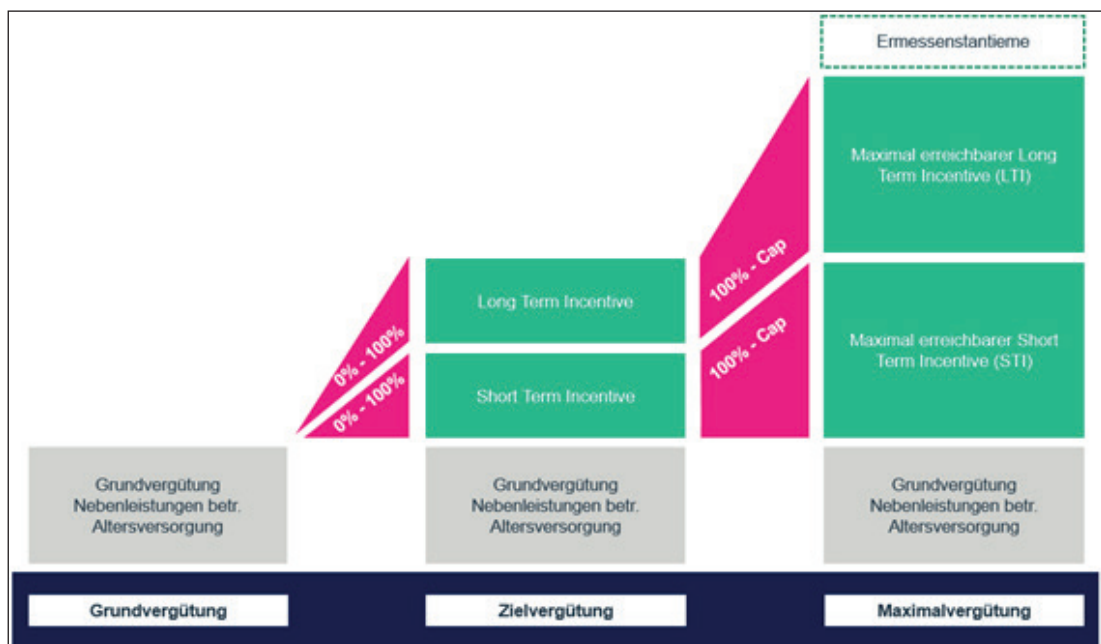 Ermessenstantieme
Maximal erreichbarer Long
Term Incentive (LTI)
100% - Cap
Long Term Incentive
0% - 100%
Maximal erreichbarer Short
Term Incentive (STI)
100% - Cap
Short Term Incentive
0% - 100%
Grundvergütung
Nebenleistungen betr.
Altersversorgung
Grundvergütung
Nebenleistungen betr.
Altersversorgung
Grundvergütung
Nebenleistungen betr.
Altersversorgung
Grundvergütung
Zielvergütung
Maximalvergütung